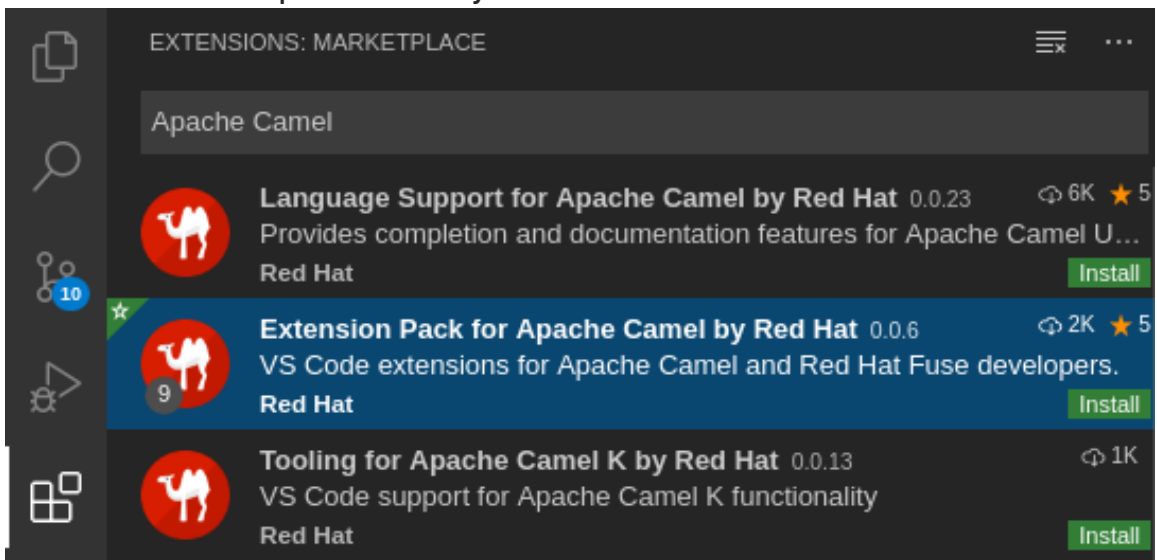 EXTENSIONS: MARKETPLACE
Apache Camel
Language Support for Apache Camel by Red Hat 0.0.23 6K 5
Provides completion and documentation features for Apache Camel U...
Red Hat Install
10
Extension Pack for Apache Camel by Red Hat 0.0.6 2K 5
VS Code extensions for Apache Camel and Red Hat Fuse developers.
9
Red Hat Install
Tooling for Apache Camel K by Red Hat 0.0.13 1K
VS Code support for Apache Camel K functionality
Red Hat Install